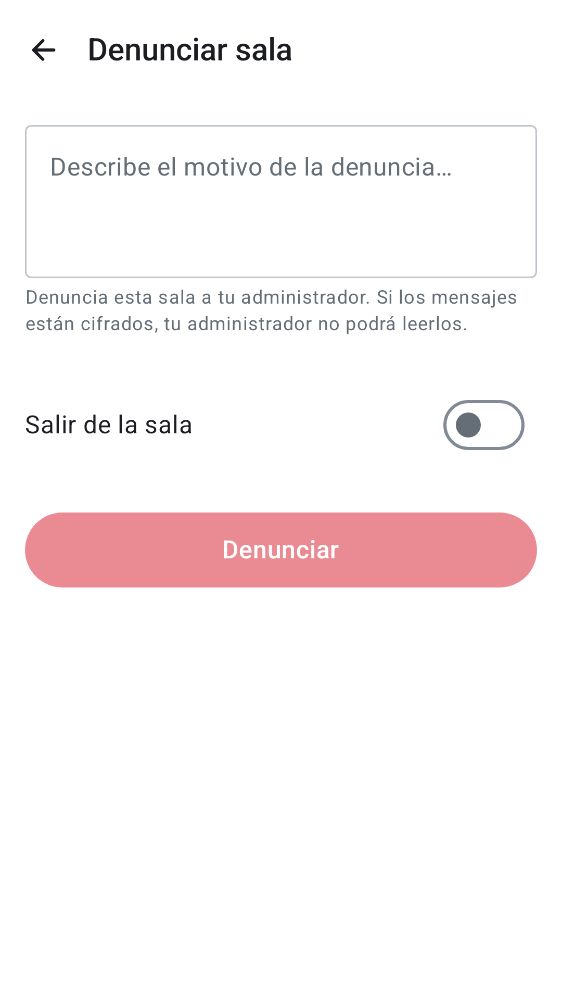 Denunciar sala
Describe el motivo de la denuncia…
Denuncia esta sala a tu administrador. Si los mensajes
están cifrados, tu administrador no podrá leerlos.
Salir de la sala
Denunciar